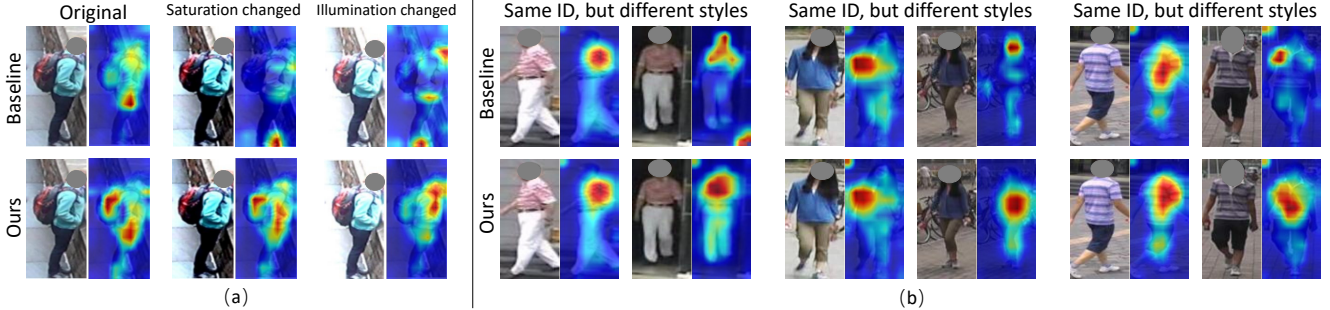 Original Saturation changed Illumination changed
Same ID, but different styles Same ID, but different styles Same ID, but different styles
Baseline
Baseline
Ours
Ours
(a)
(b)